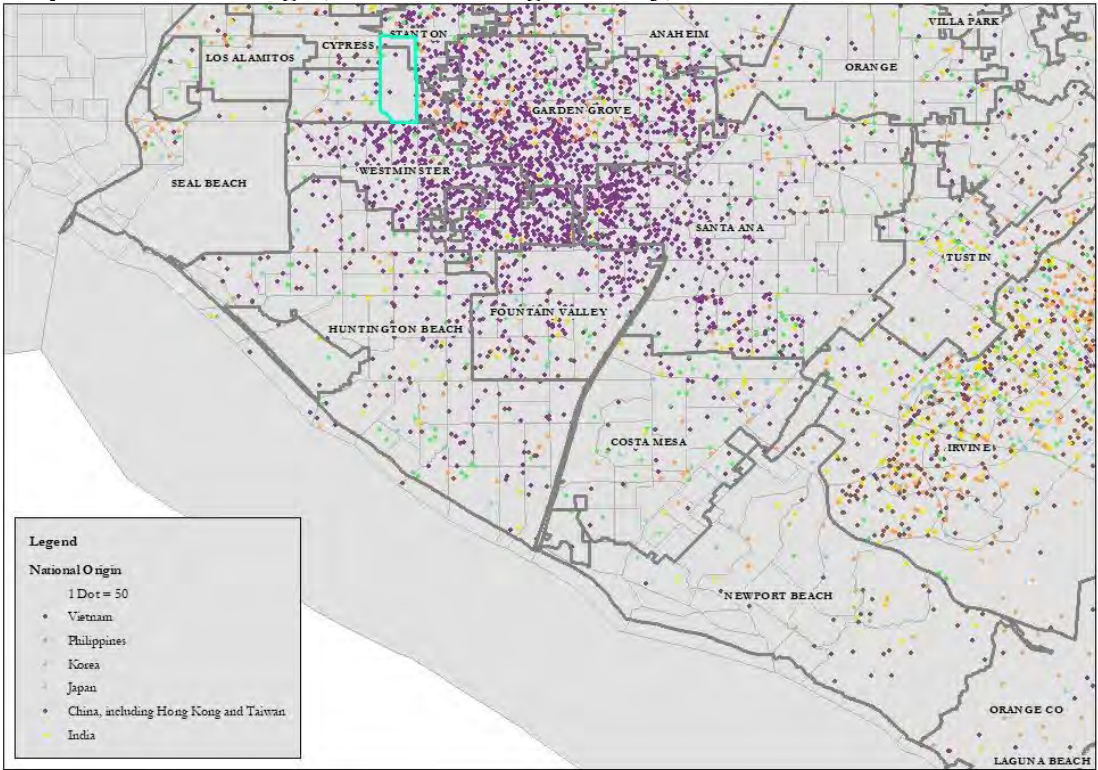 VILLA PARK
STANTON
ANAHEIM
CYPRESS
LOS ALAMITOS
ORANGE
GARDEN GROVE
WESTMINSTER
SEAL BEACH
SANTA ANA
TUSTIN
FOUNTAIN VALLEY
HUNTINGTON BEACH
COSTA MESA
IRVINE
NEWPORT BEACH
ORANGE CO
LAGUNA BEACH
Legend
National Origin
1 Dot = 50
Vietnam
Philippines
Korea
Japan
China, including Hong Kong and Taiwan
India